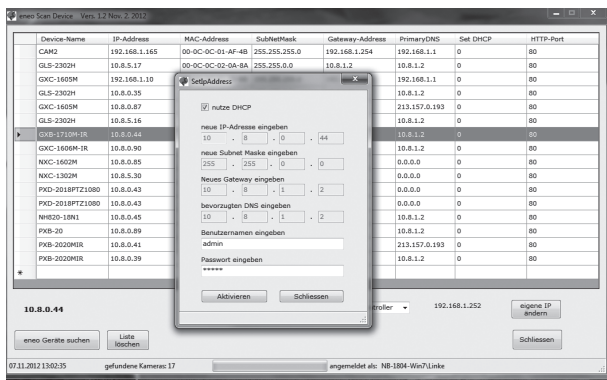 eneo Scan Device   Vers. 1.2 Nov. 2, 2012
Device-Name IP-Address MAC-Address SubNetMask Gateway-Address PrimaryDNS Set DHCP HTTP-Port
CAM2 192.168.1.165 00-0C-0C-01-AF-4B 255.255.255.0 192.168.1.254 192.168.1.1 0 80
GLS-2302H 10.8.5.17 00-0C-0C-02-0A-8A 255.255.0.0 10.8.1.2 10.8.1.2 0 80
GXC-1605M 192.168.1.10 192.168.1.1 0 80
GLS-2302H 10.8.0.35 10.8.1.2 0 80
GXC-1605M 10.8.0.87 213.157.0.193 0 80
GLS-2302H 10.8.5.16 10.8.1.2 0 80
GXB-1710M-IR 10.8.0.44 10.8.1.2 0 80
GXC-1606M-IR 10.8.0.90 10.8.1.2 0 80
NXC-1602M 10.8.0.85 0.0.0.0 0 80
NXC-1302M 10.8.5.30 0.0.0.0 0 80
PXD-2018PTZ1080 10.8.0.43 0.0.0.0 0 80
PXD-2018PTZ1080 10.8.0.43 0.0.0.0 0 80
NH820-18N1 10.8.0.45 10.8.1.2 0 80
PXB-20 10.8.0.89 10.8.1.2 0 80
PXB-2020MIR 10.8.0.41 213.157.0.193 0 80
PXB-2020MIR 10.8.0.39 10.8.1.2 0 80
*
SetIpAddress
x
nutze DHCP
neue IP-Adresse eingeben
10 . 8 . 0 . 44
neue Subnet Maske eingeben
255 . 255 . 0 . 0
Neues Gateway eingeben
10 . 8 . 1 . 2
bevorzugten DNS eingeben
10 . 8 . 1 . 2
Benutzernamen eingeben
admin
Passwort eingeben
*****
Aktivieren Schliessen
10.8.0.44
troller 192.168.1.252
eigene IP
ändern
eneo Geräte suchen
Liste
löschen
Schliessen
07.11.2012 13:02:35 gefundene Kameras: 17 angemeldet als: NB-1804-Win7\Linke